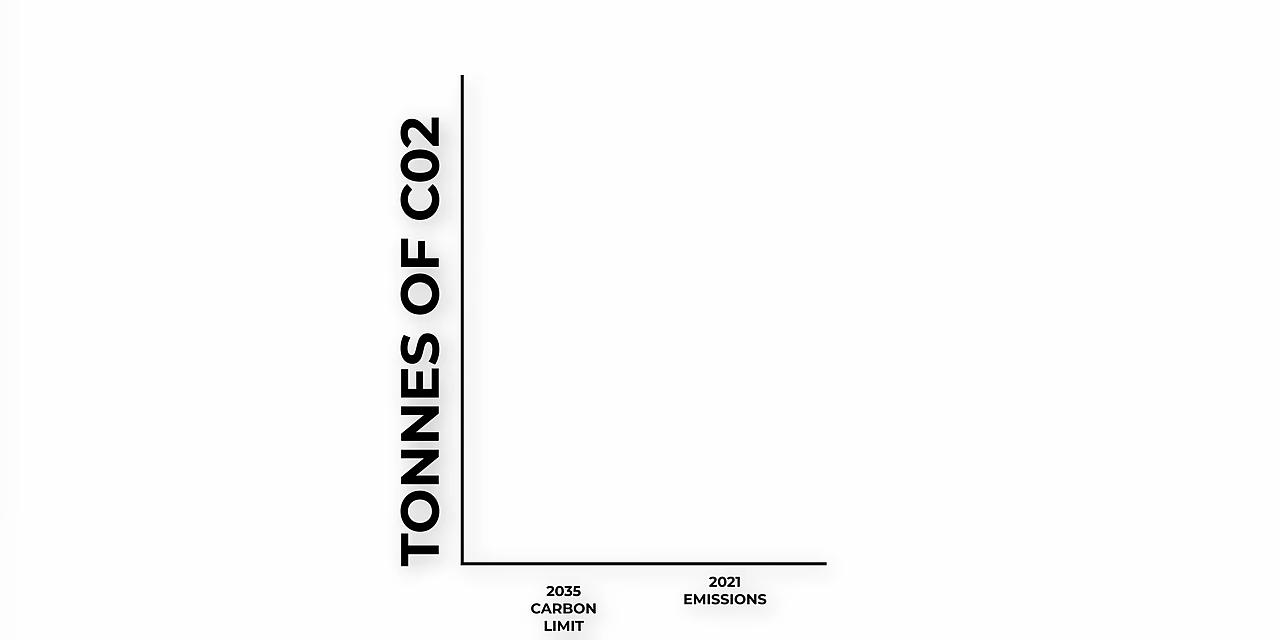 TONNES OF C02
2035
CARBON
LIMIT
2021
EMISSIONS